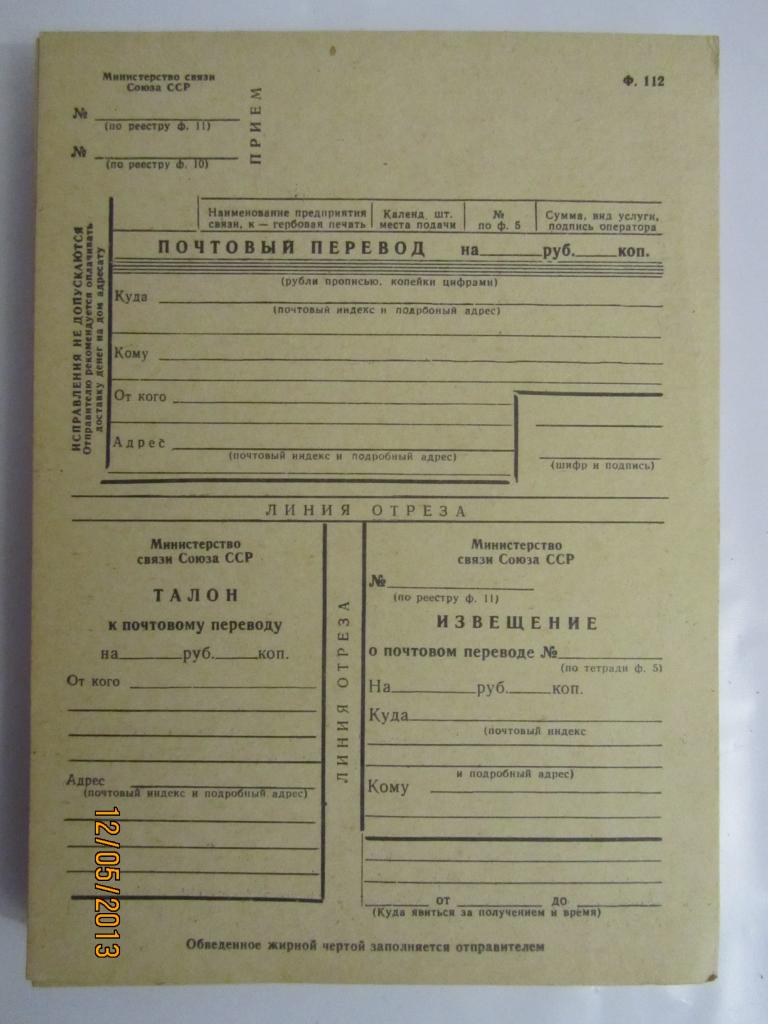 Министерство связи
Союза ССР
Ф. 112
№
(по реестру ф. 11)
№
(по реестру ф. 10)
ПРИЕМ
Наименование предприятия
связи, к — гербовая печать
Календ. шт.
места подачи
№
по ф. 5
Сумма, вид услуги,
подпись оператора
ПОЧТОВЫЙ ПЕРЕВОД на руб. коп.
(рубли прописью, копейки цифрами)
Куда
(почтовый индекс и подрбоный адрес)
Кому
От кого
Адрес
(почтовый индекс и подробный адрес)
(шифр и подпись)
ИСПРАВЛЕНИЯ НЕ ДОПУСКАЮТСЯ
Отправителю рекомендуется оплачивать
доставку денег на дом адресату
ЛИНИЯ ОТРЕЗА
Министерство
связи Союза ССР
ТАЛОН
к почтовому переводу
на руб. коп.
От кого
Адрес
(почтовый индекс и подробный адрес)
ЛИНИЯ ОТРЕЗА
Министерство
связи Союза ССР
№
(по реестру ф. 11)
ИЗВЕЩЕНИЕ
о почтовом переводе №
(по тетради ф. 5)
На руб. коп.
Куда
(почтовый индекс
и подробный адрес)
Кому
от до
(Куда явиться за получением и время)
Обведенное жирной чертой заполняется отправителем
12/05/2013